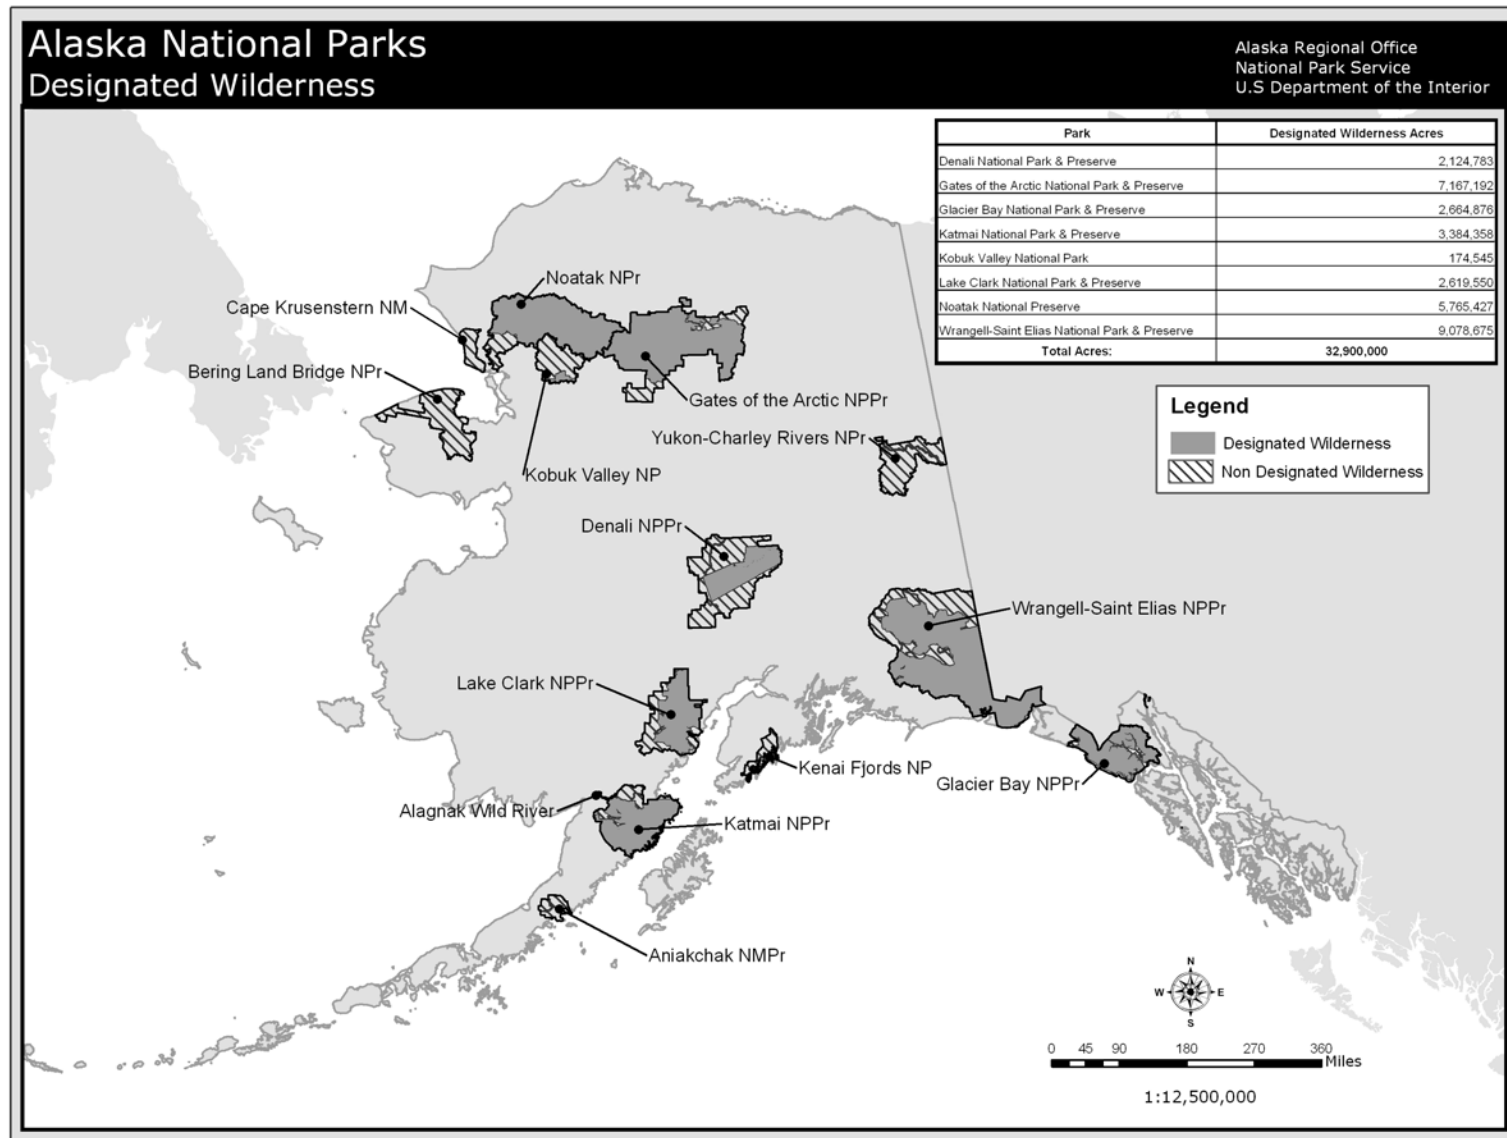 Alaska National Parks
Designated Wilderness
Alaska Regional Office
National Park Service
U.S Department of the Interior
Park Designated Wilderness Acres
Denali National Park & Preserve 2,124,783
Gates of the Arctic National Park & Preserve 7,167,192
Glacier Bay National Park & Preserve 2,664,876
Katmai National Park & Preserve 3,384,358
Kobuk Valley National Park 174,545
Lake Clark National Park & Preserve 2,619,550
Noatak National Preserve 5,765,427
Wrangell-Saint Elias National Park & Preserve 9,078,675
Total Acres: 32,900,000
Legend
Designated Wilderness
Non Designated Wilderness
Noatak NPr
Cape Krusenstern NM
Bering Land Bridge NPr
Gates of the Arctic NPPr
Yukon-Charley Rivers NPr
Kobuk Valley NP
Denali NPPr
Wrangell-Saint Elias NPPr
Lake Clark NPPr
Kenai Fjords NP
Glacier Bay NPPr
Alagnak Wild River
Katmai NPPr
Aniakchak NMPr
N
W E
S
0 45 90 180 270 360
Miles
1:12,500,000